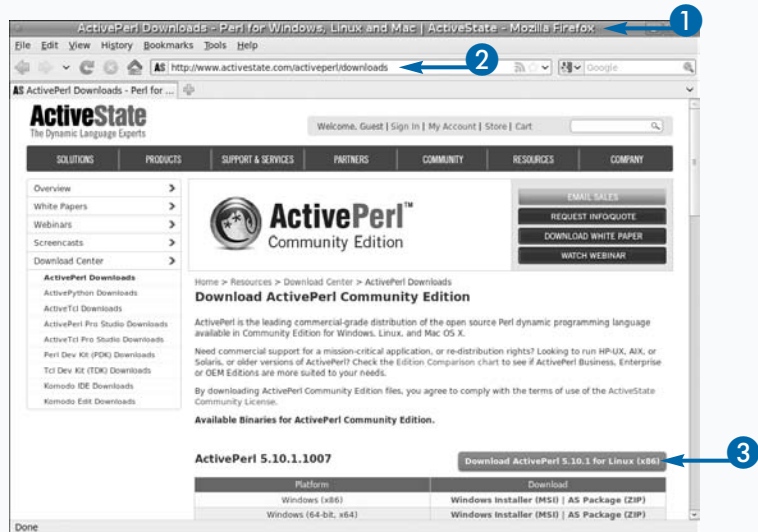 ActivePerl Downloads - Perl for Windows, Linux and Mac | ActiveState - Mozilla Firefox
1
File Edit View History Bookmarks Tools Help
AS http://www.activestate.com/activeperl/downloads
2
Google
AS ActivePerl Downloads - Perl for ...
ActiveState
The Dynamic Language Experts
Welcome, Guest | Sign In | My Account | Store | Cart
SOLUTIONS PRODUCTS SUPPORT & SERVICES PARTNERS COMMUNITY RESOURCES COMPANY
Overview
White Papers
Webinars
Screencasts
Download Center
ActivePerl Downloads
ActivePython Downloads
ActiveTcl Downloads
ActivePerl Pro Studio Downloads
ActiveTcl Pro Studio Downloads
Perl Dev Kit (PDK) Downloads
Tcl Dev Kit (TDK) Downloads
Komodo IDE Downloads
Komodo Edit Downloads
ActivePerl™
Community Edition
EMAIL SALES
REQUEST INFO/QUOTE
DOWNLOAD WHITE PAPER
WATCH WEBINAR
Home > Resources > Download Center > ActivePerl Downloads
Download ActivePerl Community Edition
ActivePerl is the leading commercial-grade distribution of the open source Perl dynamic programming language
available in Community Edition for Windows, Linux, and Mac OS X.
Need commercial support for a mission-critical application, or re-distribution rights? Looking to run HP-UX, AIX, or
Solaris, or older versions of ActivePerl? Check the Edition Comparison chart to see if ActivePerl Business, Enterprise
or OEM Editions are more suited to your needs.
By downloading ActivePerl Community Edition files, you agree to comply with the terms of use of the ActiveState
Community License.
Available Binaries for ActivePerl Community Edition.
ActivePerl 5.10.1.1007
Download ActivePerl 5.10.1 for Linux (x86)
3
Platform Download
Windows (x86) Windows Installer (MSI) | AS Package (ZIP)
Windows (64-bit, x64) Windows Installer (MSI) | AS Package (ZIP)
Done